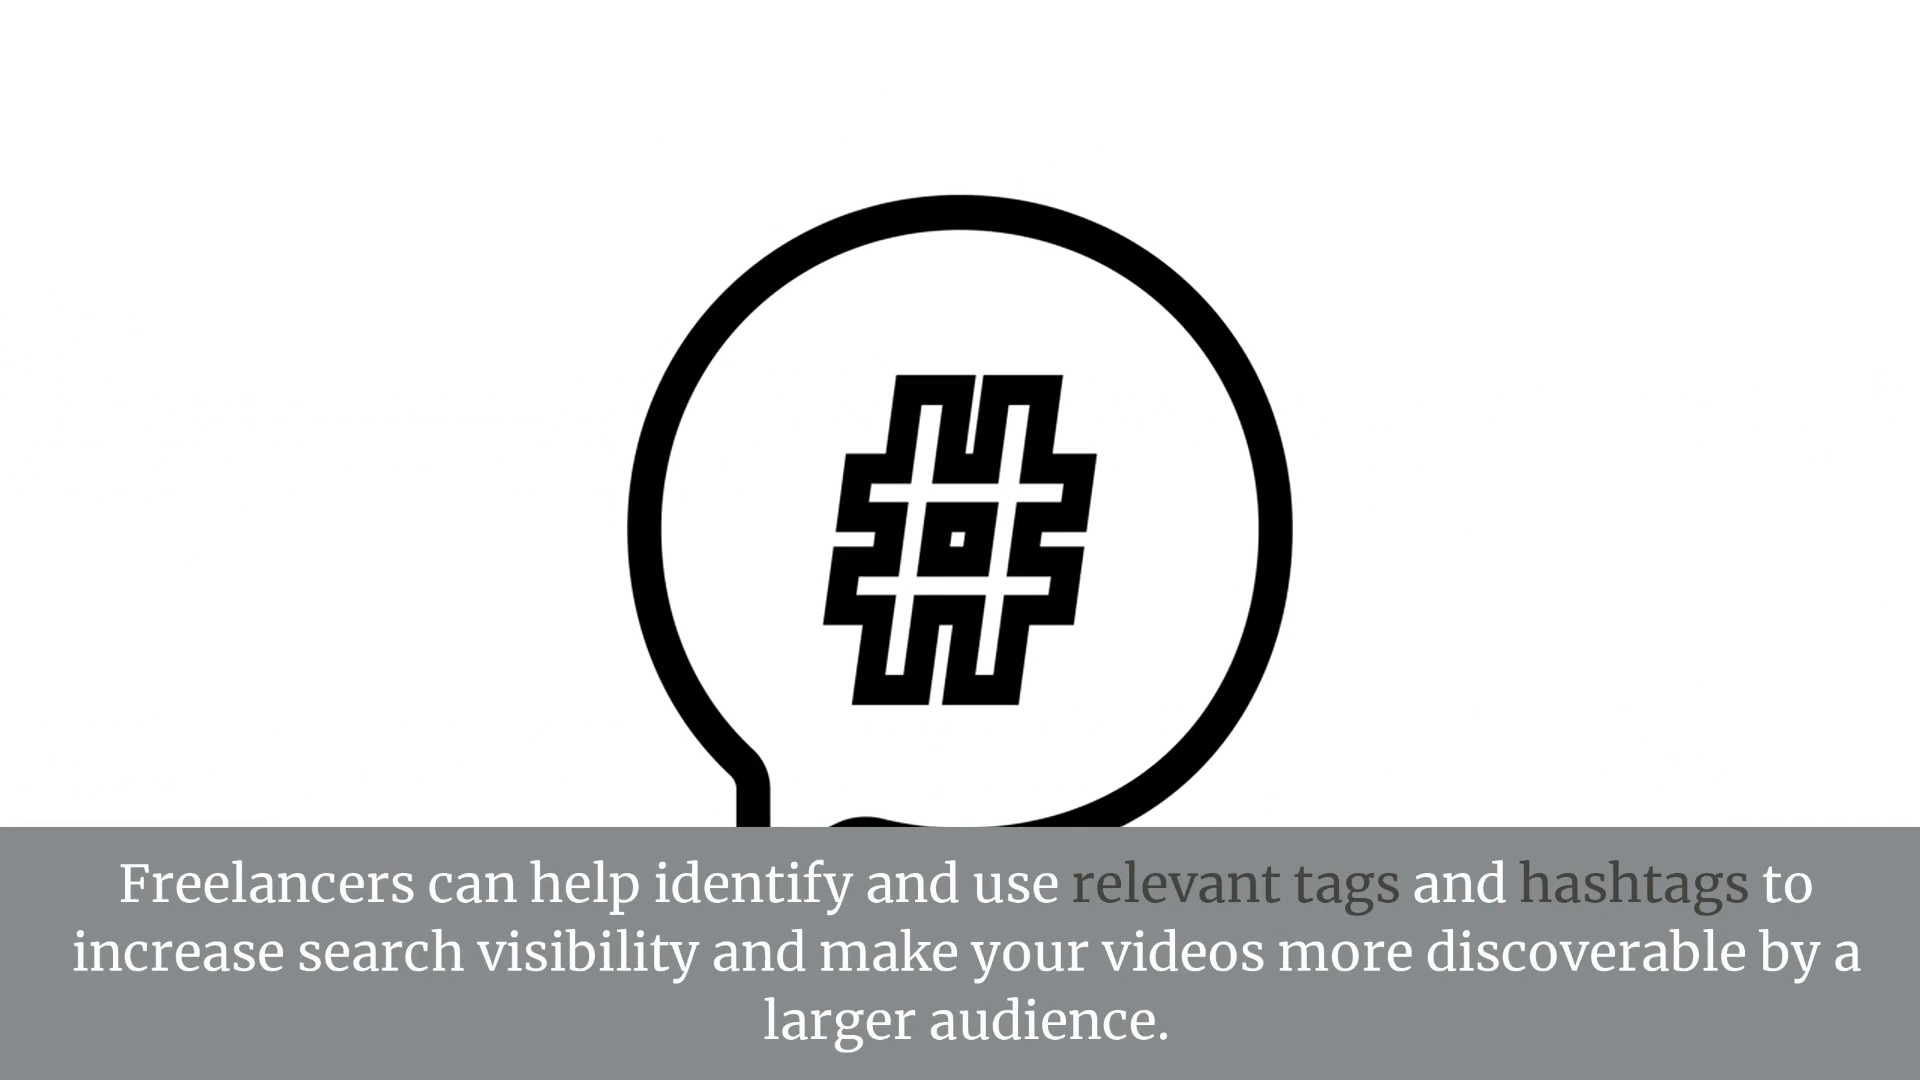 #
Freelancers can help identify and use relevant tags and hashtags to
increase search visibility and make your videos more discoverable by a
larger audience.